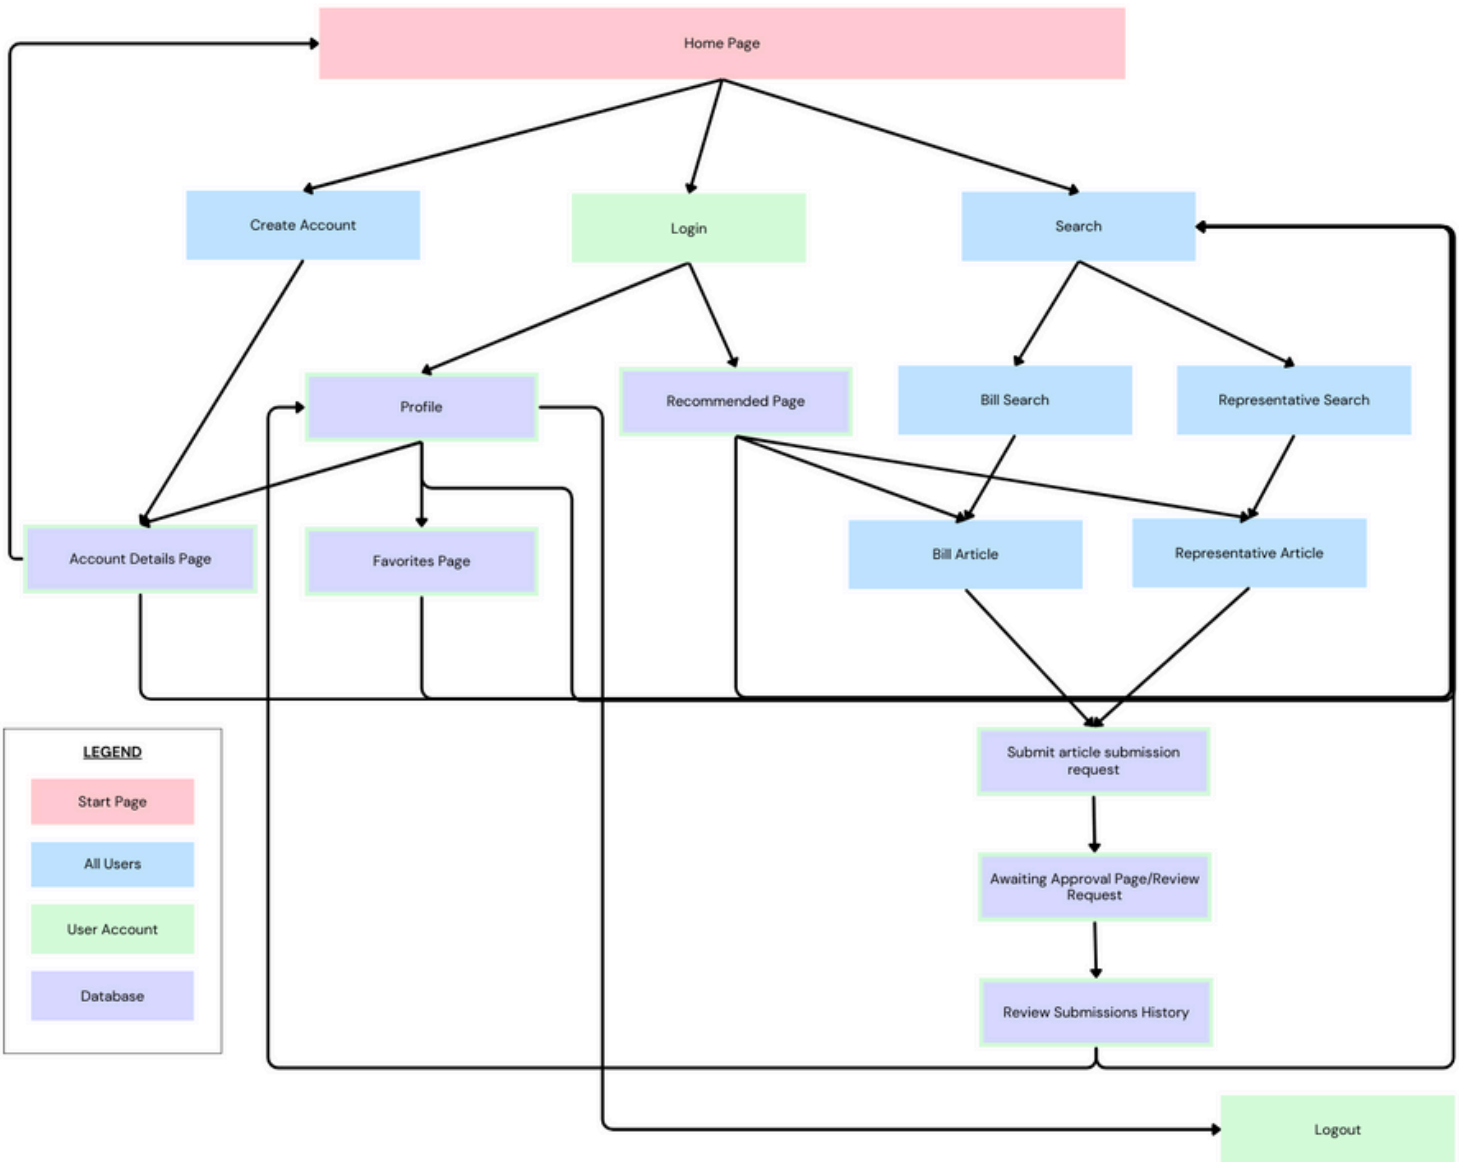 Home Page
Create Account
Login
Search
Profile
Recommended Page
Bill Search
Representative Search
Account Details Page
Favorites Page
Bill Article
Representative Article
LEGEND
Start Page
All Users
User Account
Database
Submit article submission
request
Awaiting Approval Page/Review
Request
Review Submissions History
Logout